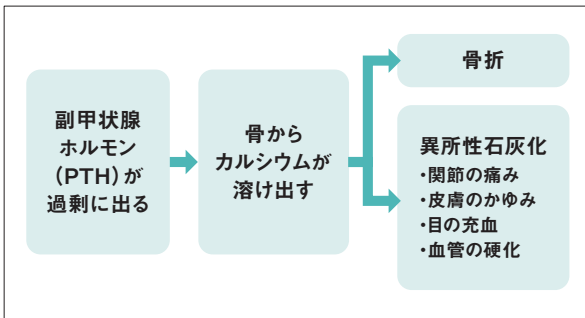 副甲状腺
ホルモン
(PTH)が
過剰に出る
骨から
カルシウムが
溶け出す
骨折
異所性石灰化
・関節の痛み
・皮膚のかゆみ
・目の充血
・血管の硬化